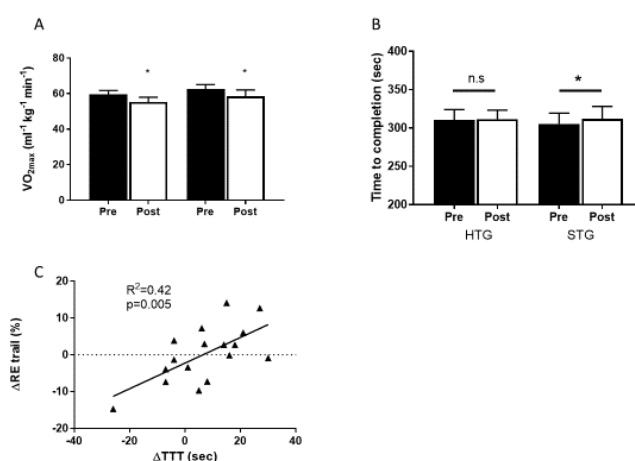 A
VO2max (ml-1 kg-1 min-1)
80
60
40
20
0
* *
Pre Post Pre Post
B
Time to completion (sec)
400
350
300
250
200
n.s *
Pre Post Pre Post
HTG STG
C
R2=0.42
p=0.005
ΔRE trail (%)
20
10
0
-10
-20
-40 -20 0 20 40
ΔTTT (sec)